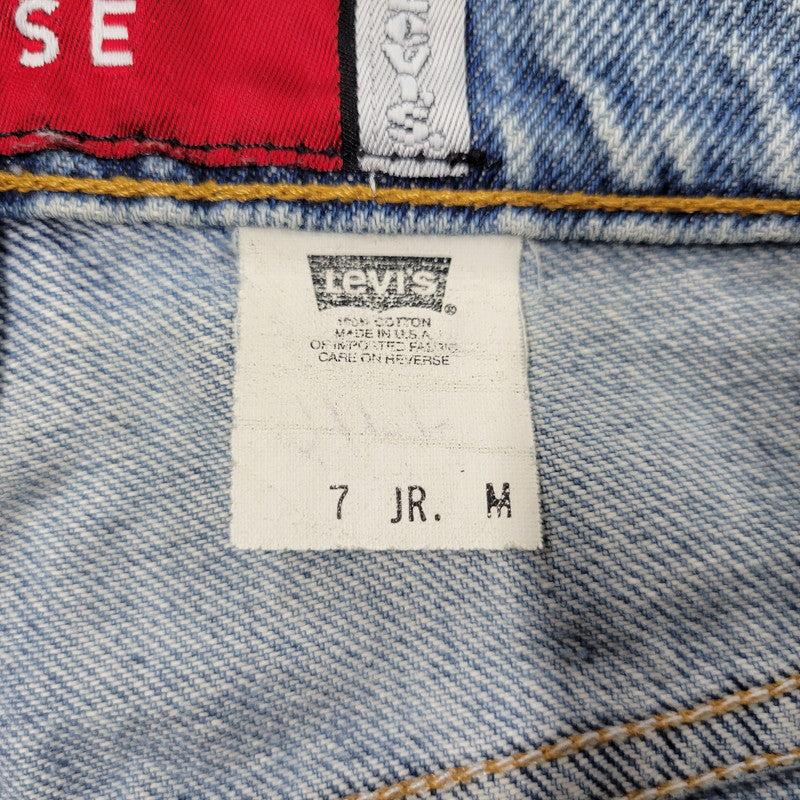 SE
LEVI'S
Levi's®
100% COTTON
MADE IN U.S.A.
OF IMPORTED FABRIC
CARE ON REVERSE
7 JR. M